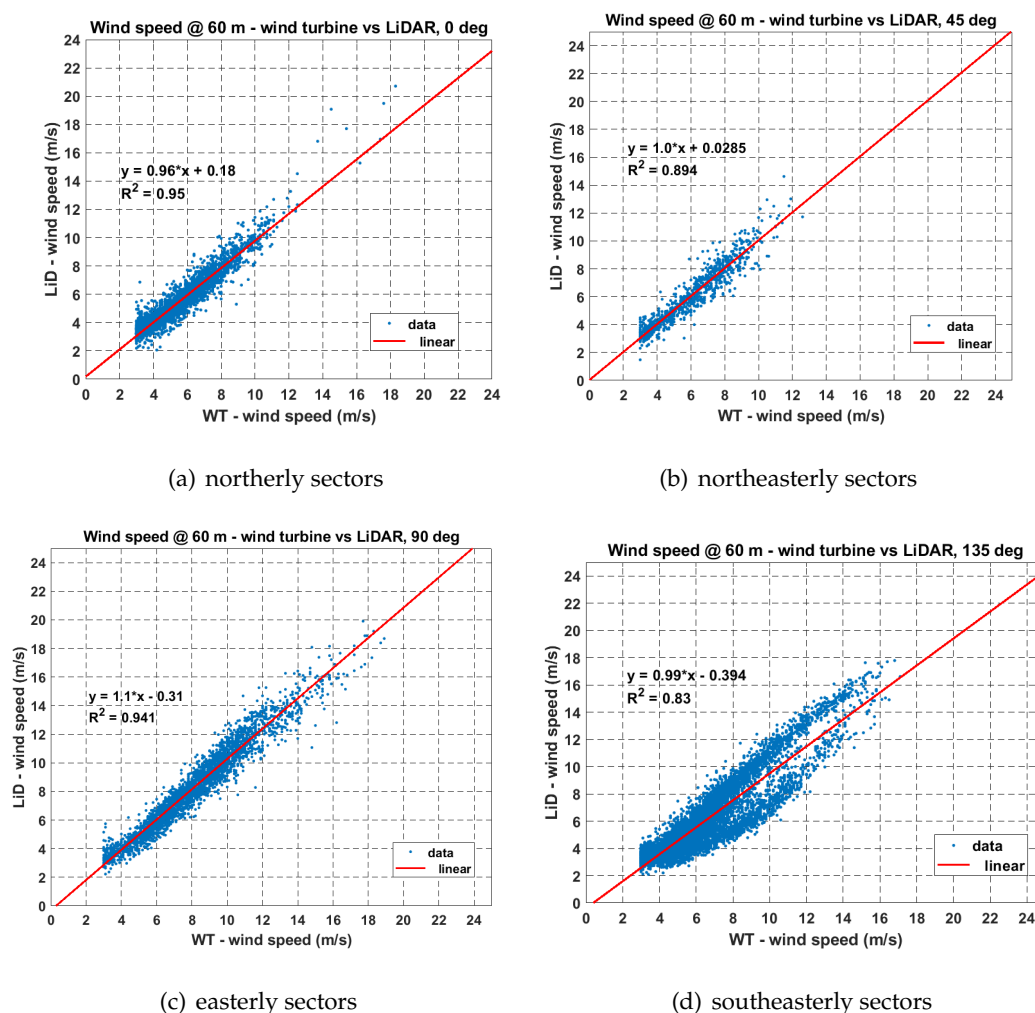 Wind speed @ 60 m - wind turbine vs LiDAR, 0 deg
24
22
20
18
16
14
12
10
8
6
4
2
0
LiD - wind speed (m/s)
y = 0.96*x + 0.18
R2 = 0.95
data
linear
0 2 4 6 8 10 12 14 16 18 20 22 24
WT - wind speed (m/s)
(a) northerly sectors
Wind speed @ 60 m - wind turbine vs LiDAR, 45 deg
24
22
20
18
16
14
12
10
8
6
4
2
0
LiD - wind speed (m/s)
y = 1.0*x + 0.0285
R2 = 0.894
data
linear
0 2 4 6 8 10 12 14 16 18 20 22 24
WT - wind speed (m/s)
(b) northeasterly sectors
Wind speed @ 60 m - wind turbine vs LiDAR, 90 deg
24
22
20
18
16
14
12
10
8
6
4
2
0
LiD - wind speed (m/s)
y = 1.1*x - 0.31
R2 = 0.941
data
linear
0 2 4 6 8 10 12 14 16 18 20 22 24
WT - wind speed (m/s)
(c) easterly sectors
Wind speed @ 60 m - wind turbine vs LiDAR, 135 deg
24
22
20
18
16
14
12
10
8
6
4
2
0
LiD - wind speed (m/s)
y = 0.99*x - 0.394
R2 = 0.83
data
linear
0 2 4 6 8 10 12 14 16 18 20 22 24
WT - wind speed (m/s)
(d) southeasterly sectors